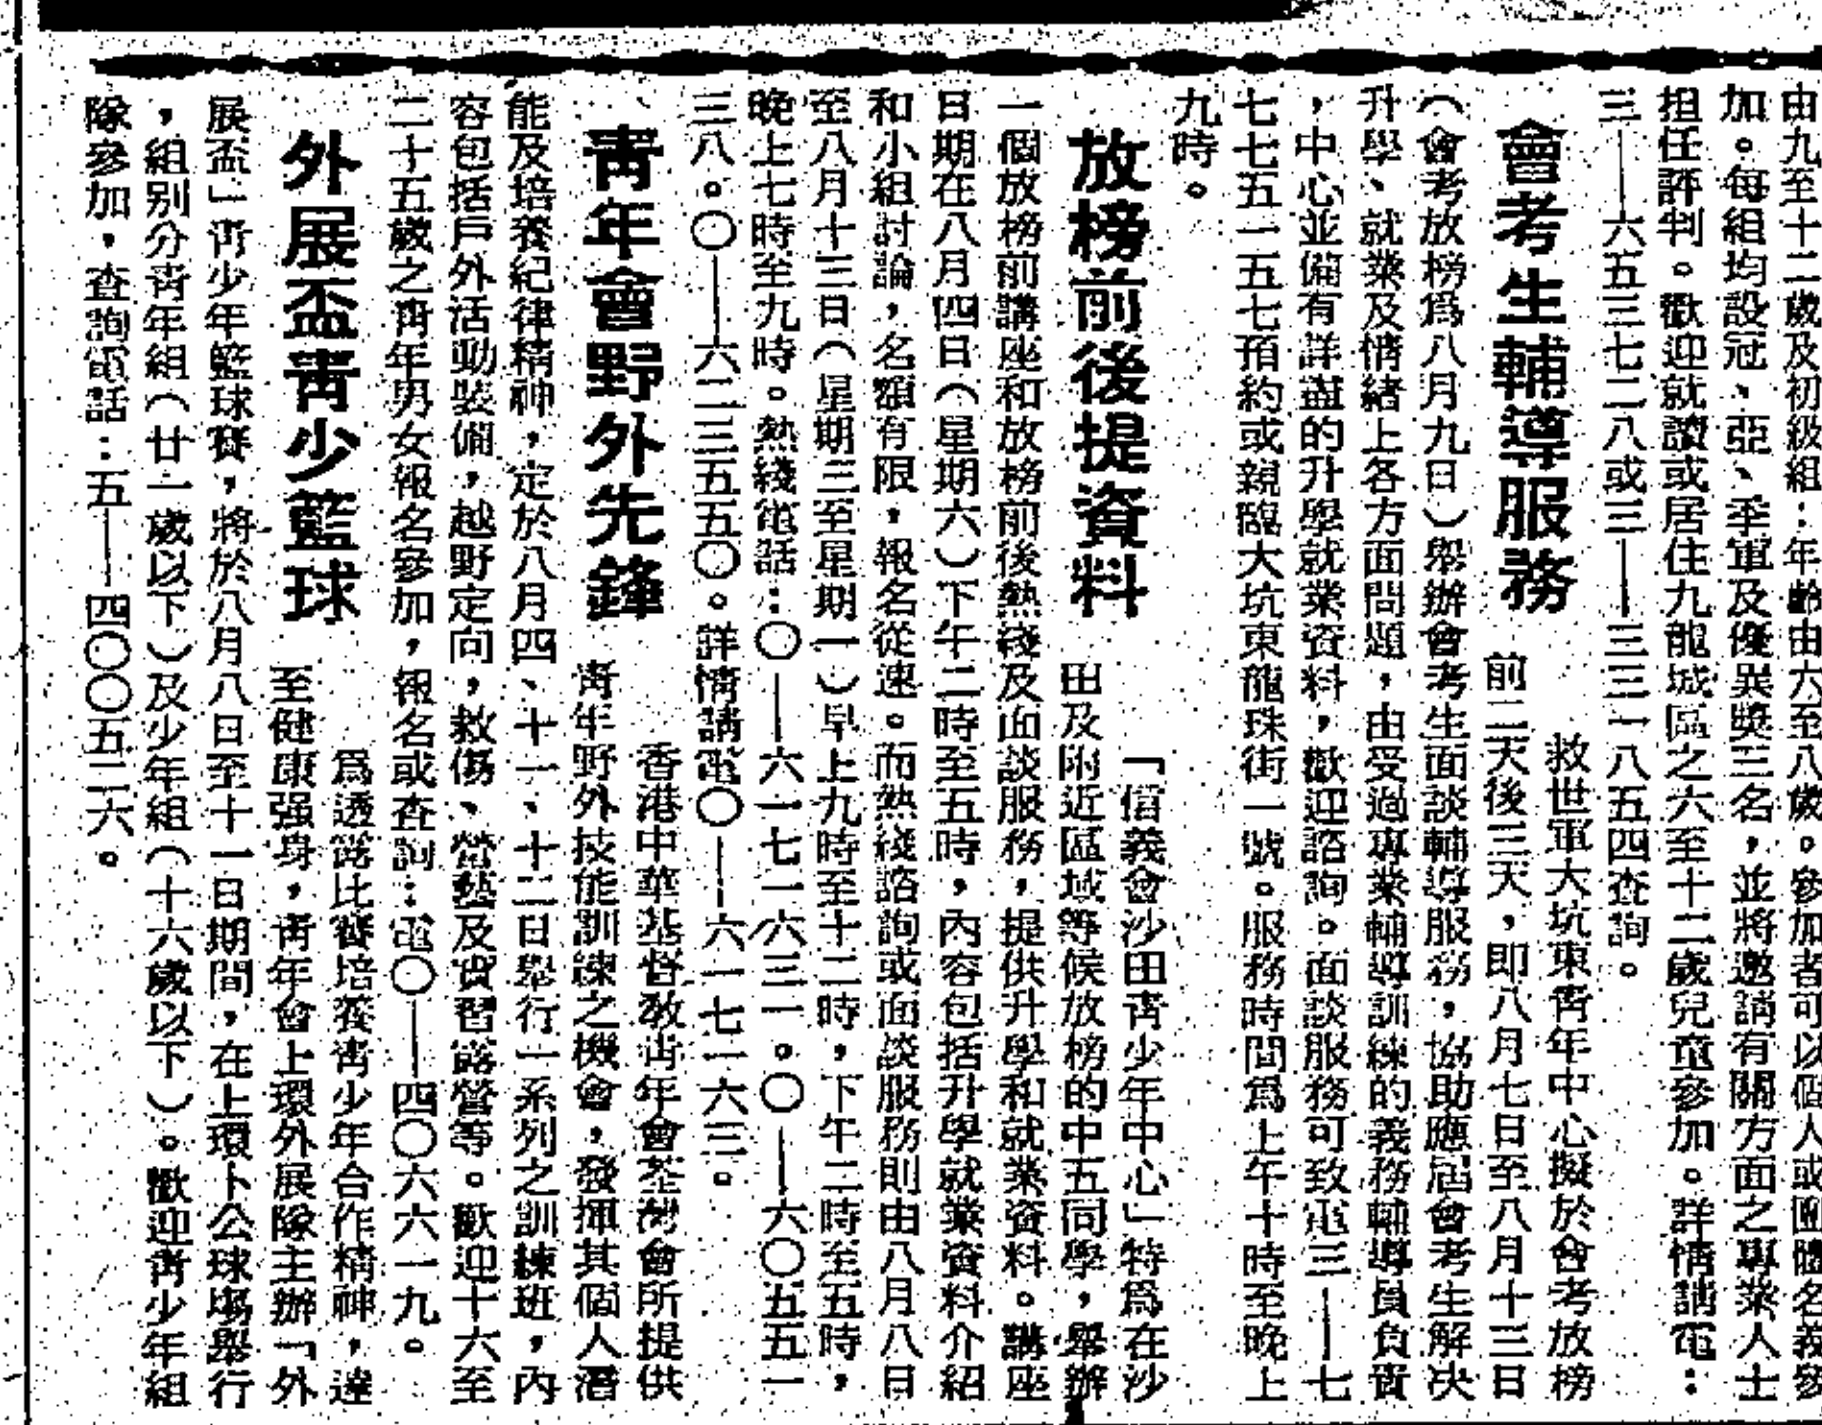 由九至十二歲及初級組：年齡由六至八歲。參加者可以個人或團體名義參
加。每組均設冠、亞、季軍及優異獎三名，並將邀請有關方面之專業人士
担任評判。歡迎就讀或居住九龍城區之六至十二歲兒童參加。詳情請電：
三——六五三七二八或三——三三一八五四查詢。
會考生輔導服務
救世軍大坑東青年中心擬於會考放榜
前二天後三天，即八月七日至八月十三日
（會考放榜爲八月九日）舉辦會考生面談輔導服務，協助應屆會考生解决
升學、就業及情緒上各方面問題，由受過專業輔導訓練的義務輔導員負責
，中心並備有詳盡的升學就業資料，歡迎諮詢。面談服務可致電三——七
七七五一五七預約或親臨大坑東龍珠街一號。服務時間爲上午十時至晚上
九時。
放榜前後提資料
「信義會沙田青少年中心」特爲在沙
田及附近區域等候放榜的中五同學，舉辦
一個放榜前講座和放榜前後熱綫及面談服務，提供升學和就業資料。講座
日期在八月四日（星期六）下午二時至五時，內容包括升學就業資料介紹
和小組討論，名額有限，報名從速。而熱綫諮詢或面談服務則由八月八日
至八月十三日（星期三至星期一）早上九時至十二時，下午二時至五時，
晚上七時至九時。熱綫電話：〇——六一七一六三一。〇——六〇五五一
三八。〇——六二三五五〇。詳情請電〇——六一七一六三。
青年會野外先鋒
香港中華基督教青年會荃灣會所提供
青年野外技能訓練之機會，發揮其個人潛
能及培養紀律精神，定於八月四、十一、十二日舉行一系列之訓練班，內
容包括戶外活動裝備，越野定向，救傷、營藝及實習露營等。歡迎十六至
二十五歲之青年男女報名參加，報名或查詢：電〇——四〇六六一九。
外展盃青少籃球
爲透過比賽培養青少年合作精神，達
至健康强身，青年會上環外展隊主辦「外
展盃」青少年籃球賽，將於八月八日至十一日期間，在上環卜公球場舉行
，組別分青年組（廿一歲以下）及少年組（十六歲以下）。歡迎青少年組
隊參加，查詢電話：五——四〇〇五二六。